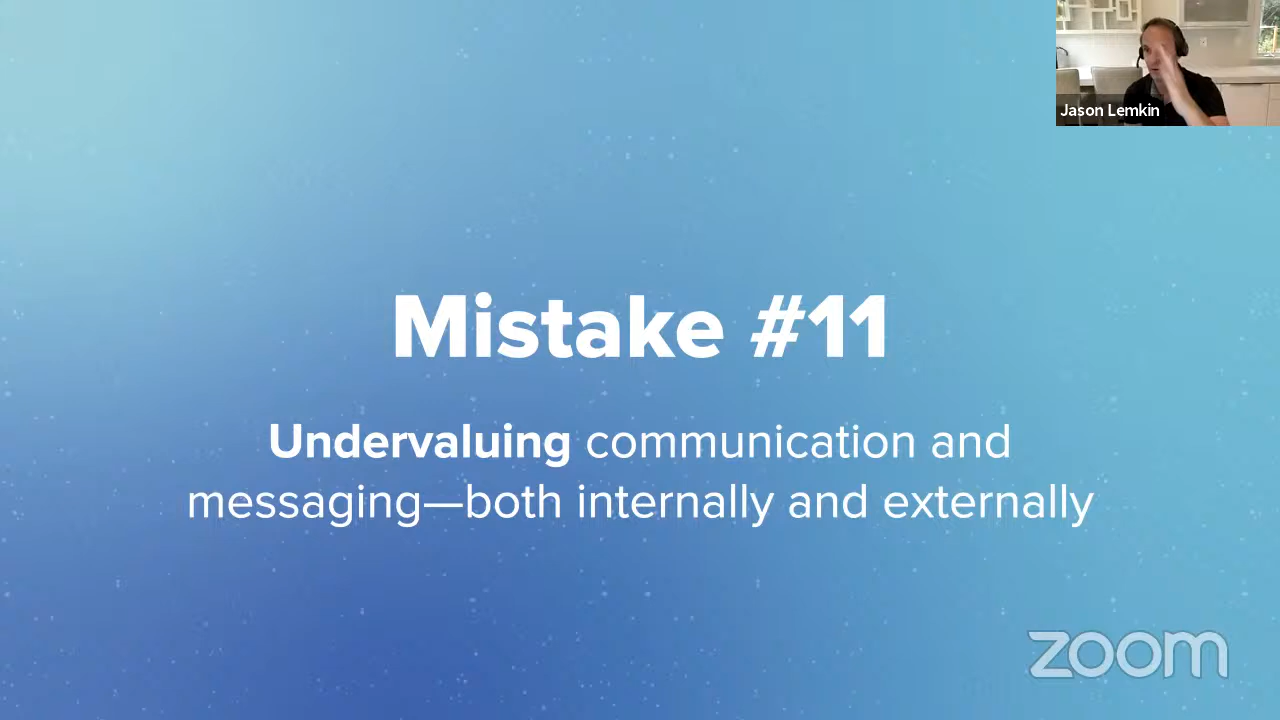 Jason Lemkin
Mistake #11
Undervaluing communication and
messaging—both internally and externally
zoom